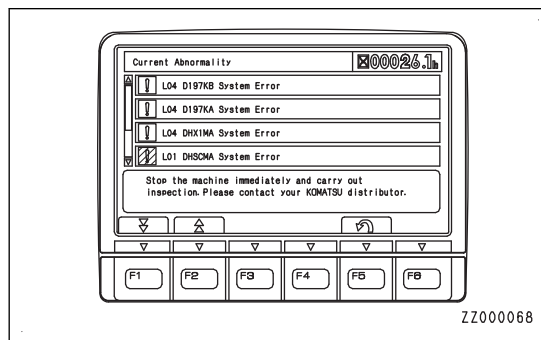 Current Abnormality 00026.1h
! L04 D197KB System Error
! L04 D197KA System Error
! L04 DHX1MA System Error
! L01 DHSCMA System Error
Stop the machine immediately and carry out
inspection. Please contact your KOMATSU distributor.
F1 F2 F3 F4 F5 F6
ZZ000068